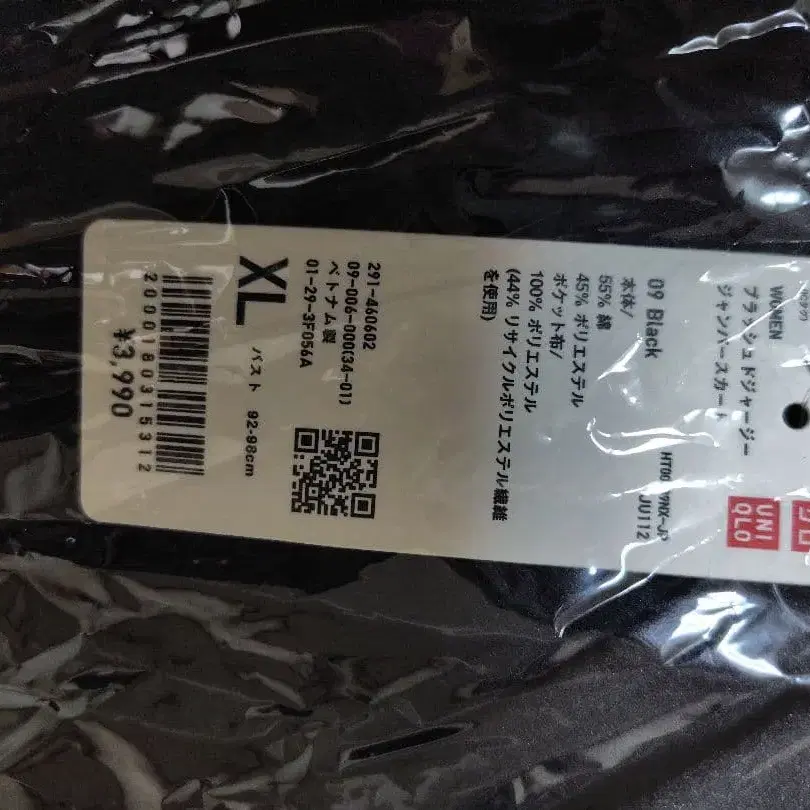 UNI
QLO
WOMEN
ブラッシュドジャージー
ジャンパースカート
JU112
09 Black
本体/
55% 綿
45% ポリエステル
ポケット布/
100% ポリエステル
(44% リサイクルポリエステル繊維
を使用)
291-460602
09-006-000(34-01)
ベトナム製
01-29-3F056A
XL
バスト 92-98cm
2000180315312
¥3,990